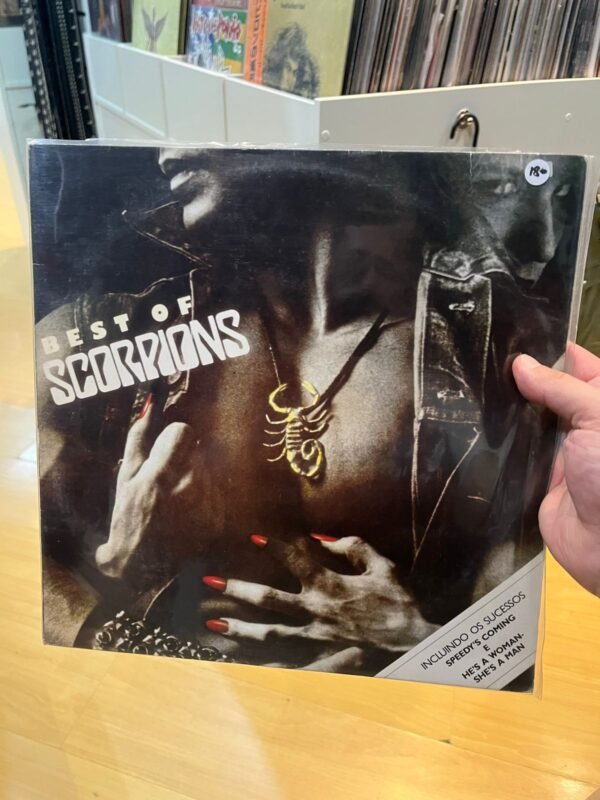 18€
BEST OF
SCORPIONS
INCLUINDO OS SUCESSOS
SPEEDY'S COMING
E
HE'S A WOMAN-
SHE'S A MAN